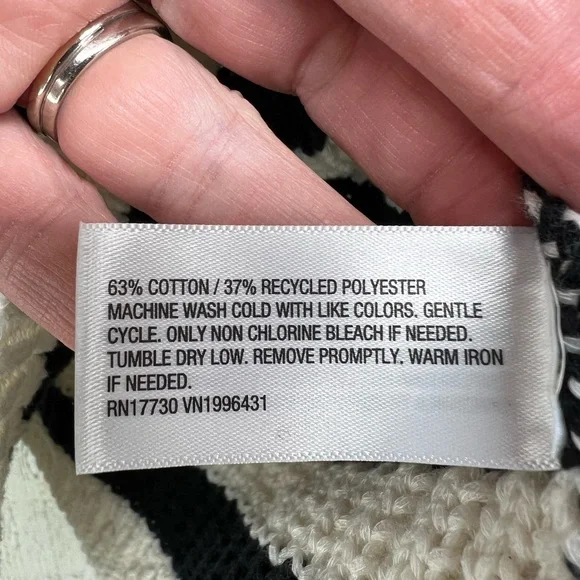 63% COTTON / 37% RECYCLED POLYESTER
MACHINE WASH COLD WITH LIKE COLORS. GENTLE
CYCLE. ONLY NON CHLORINE BLEACH IF NEEDED.
TUMBLE DRY LOW. REMOVE PROMPTLY. WARM IRON
IF NEEDED.
RN17730 VN1996431